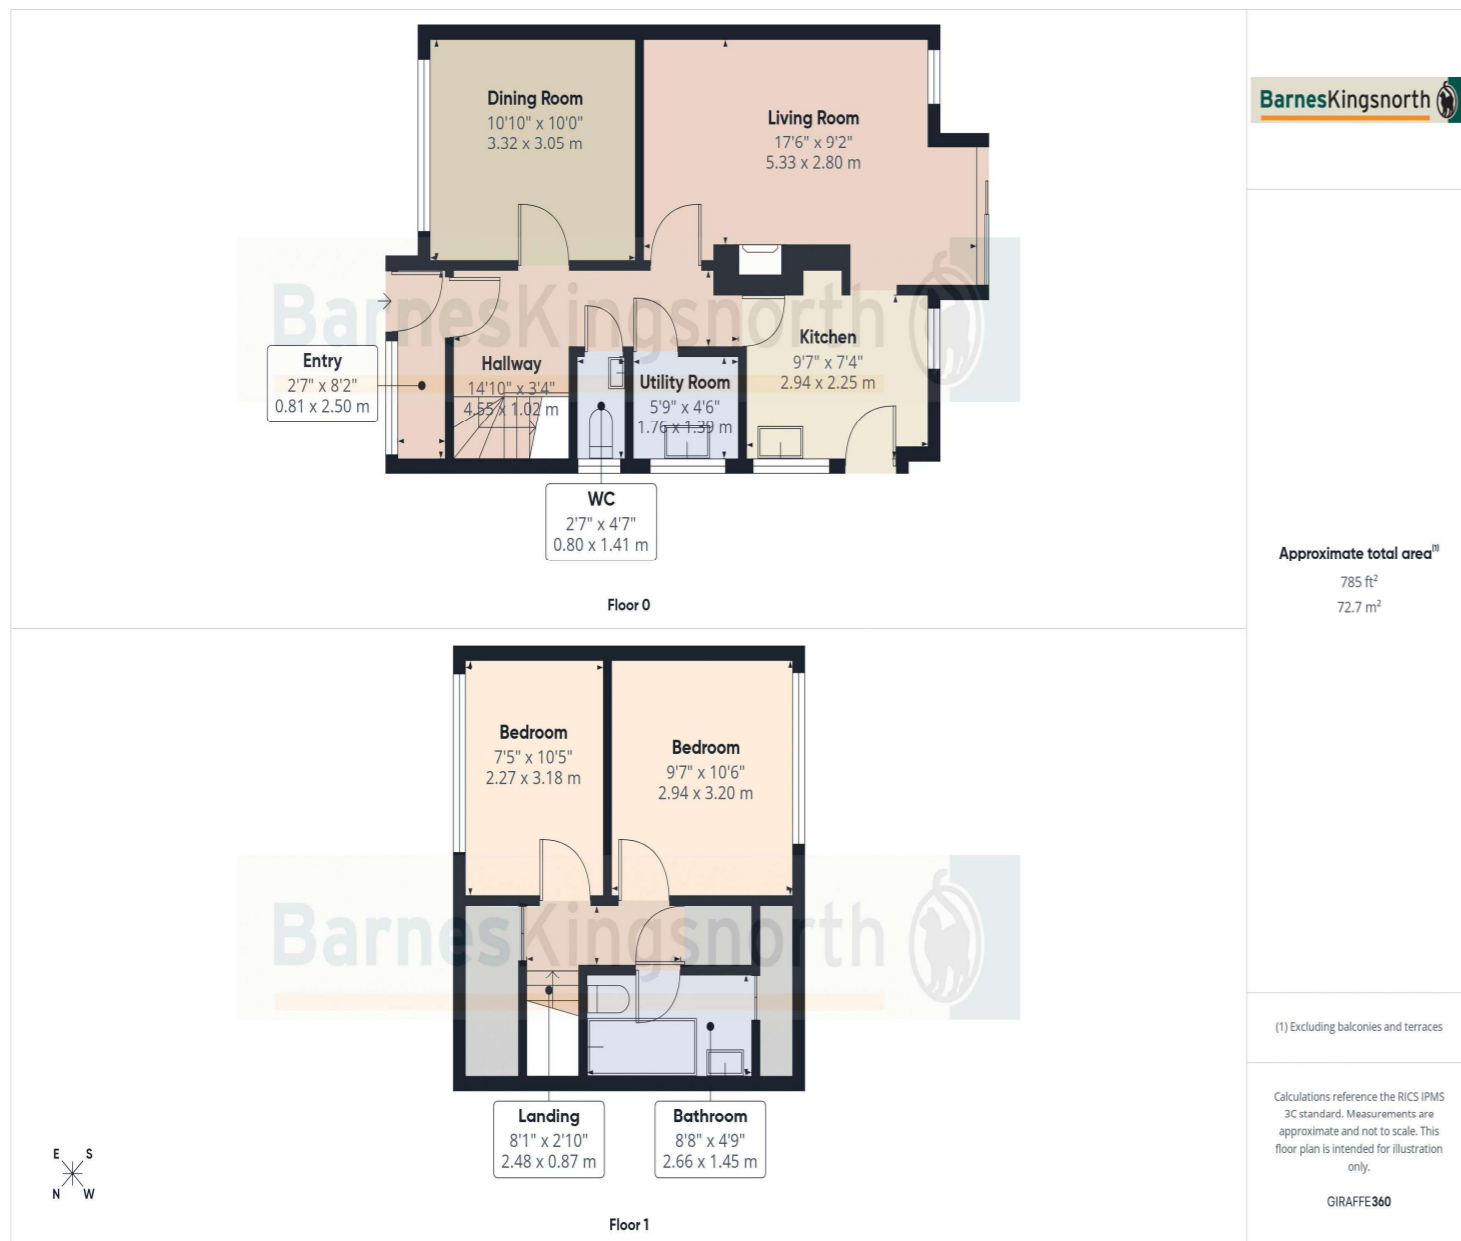 Dining Room
10'10" x 10'0"
3.32 x 3.05 m
Living Room
17'6" x 9'2"
5.33 x 2.80 m
BarnesKingsnorth
Entry
2'7" x 8'2"
0.81 x 2.50 m
Hallway
14'10" x 3'4"
4.55 x 1.02 m
Utility Room
5'9" x 4'6"
1.76 x 1.39 m
Kitchen
9'7" x 7'4"
2.94 x 2.25 m
WC
2'7" x 4'7"
0.80 x 1.41 m
Floor 0
Bedroom
7'5" x 10'5"
2.27 x 3.18 m
Bedroom
9'7" x 10'6"
2.94 x 3.20 m
BarnesKingsnorth
Landing
8'1" x 2'10"
2.48 x 0.87 m
Bathroom
8'8" x 4'9"
2.66 x 1.45 m
E S
N W
Floor 1
BarnesKingsnorth
Approximate total area(1)
785 ft²
72.7 m²
(1) Excluding balconies and terraces
Calculations reference the RICS IPMS
3C standard. Measurements are
approximate and not to scale. This
floor plan is intended for illustration
only.
GIRAFFE360